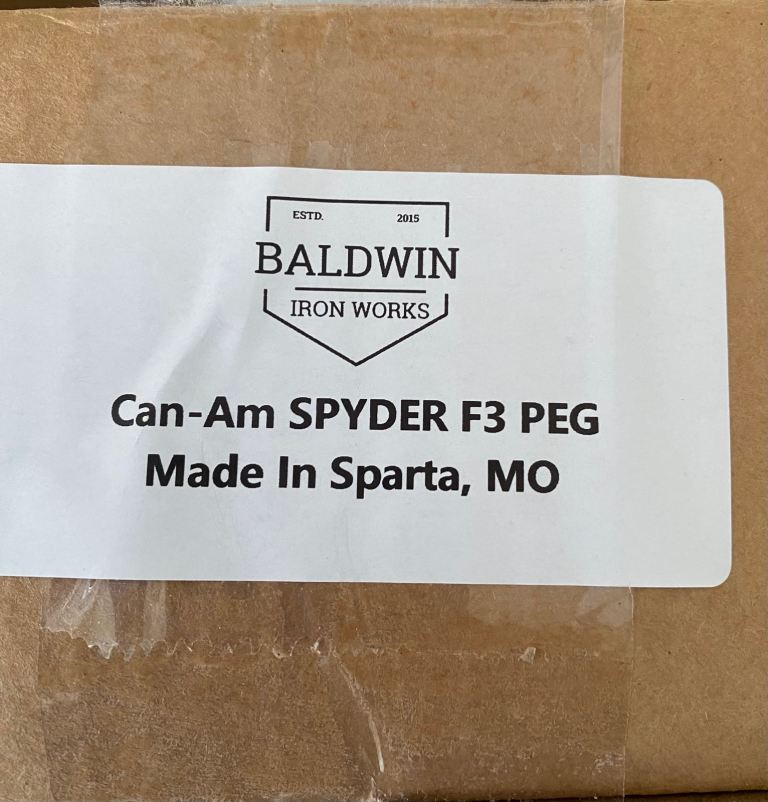 ESTD. 2015
BALDWIN
IRON WORKS
Can-Am SPYDER F3 PEG
Made In Sparta, MO